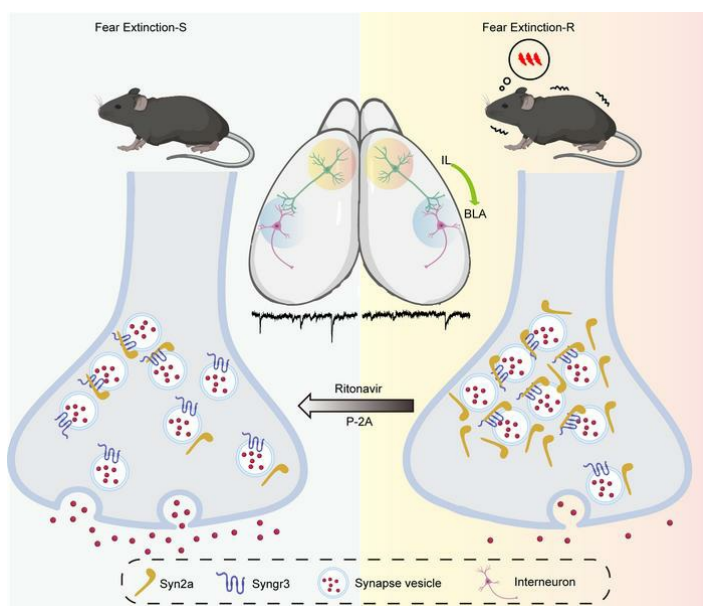 Fear Extinction-S
Fear Extinction-R
IL
BLA
Ritonavir
P-2A
Syn2a
Syngr3
Synapse vesicle
Interneuron